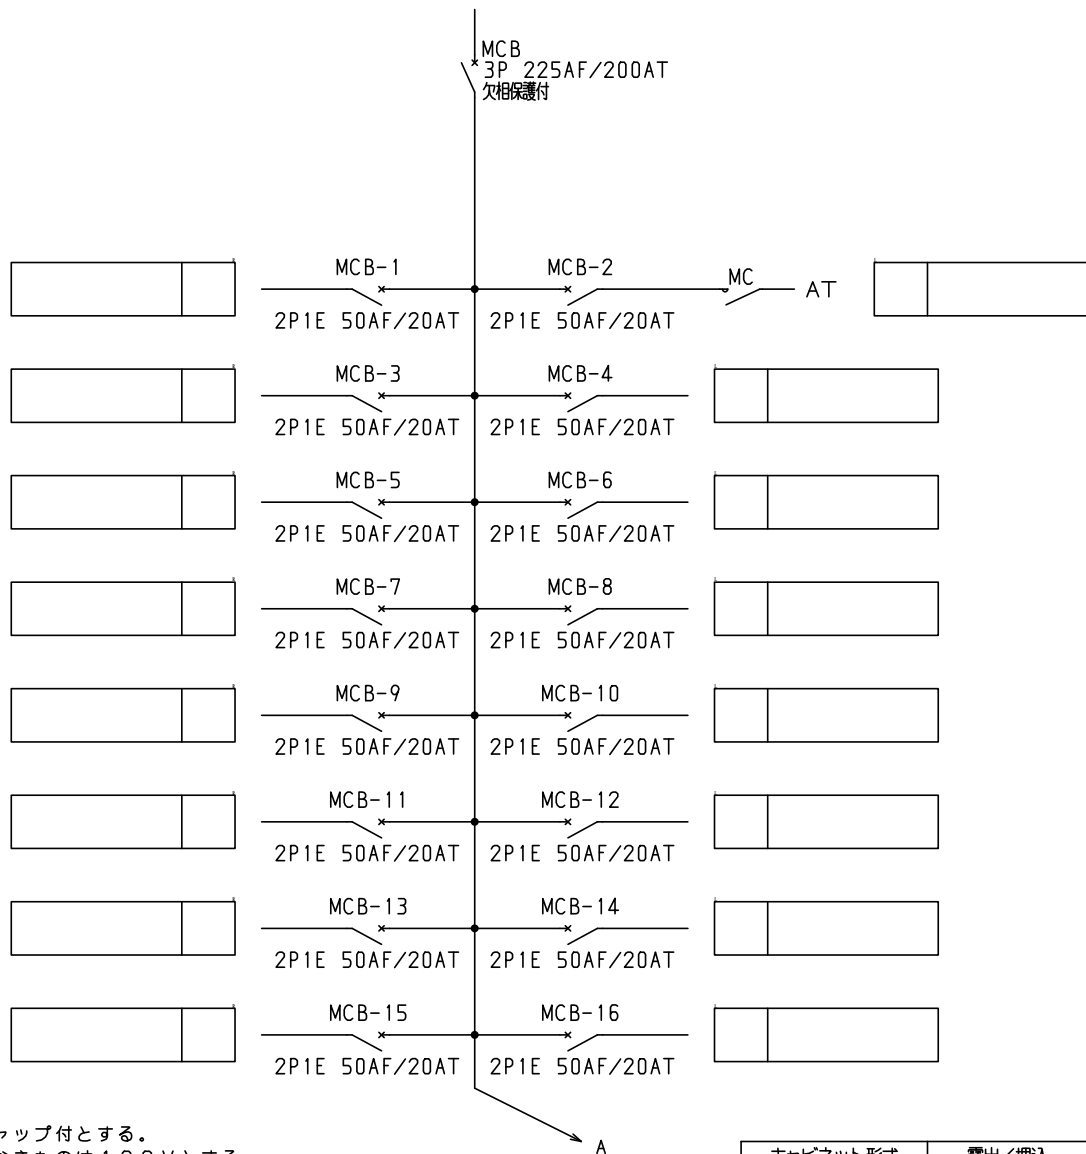 MCB
3P 225AF/200AT
欠相保護付
MCB-1 MCB-2 MC AT
2P1E 50AF/20AT 2P1E 50AF/20AT
MCB-3 MCB-4
2P1E 50AF/20AT 2P1E 50AF/20AT
MCB-5 MCB-6
2P1E 50AF/20AT 2P1E 50AF/20AT
MCB-7 MCB-8
2P1E 50AF/20AT 2P1E 50AF/20AT
MCB-9 MCB-10
2P1E 50AF/20AT 2P1E 50AF/20AT
MCB-11 MCB-12
2P1E 50AF/20AT 2P1E 50AF/20AT
MCB-13 MCB-14
2P1E 50AF/20AT 2P1E 50AF/20AT
MCB-15 MCB-16
2P1E 50AF/20AT 2P1E 50AF/20AT
ャップ付とする。
A
キャビネット形式 露出/埋込